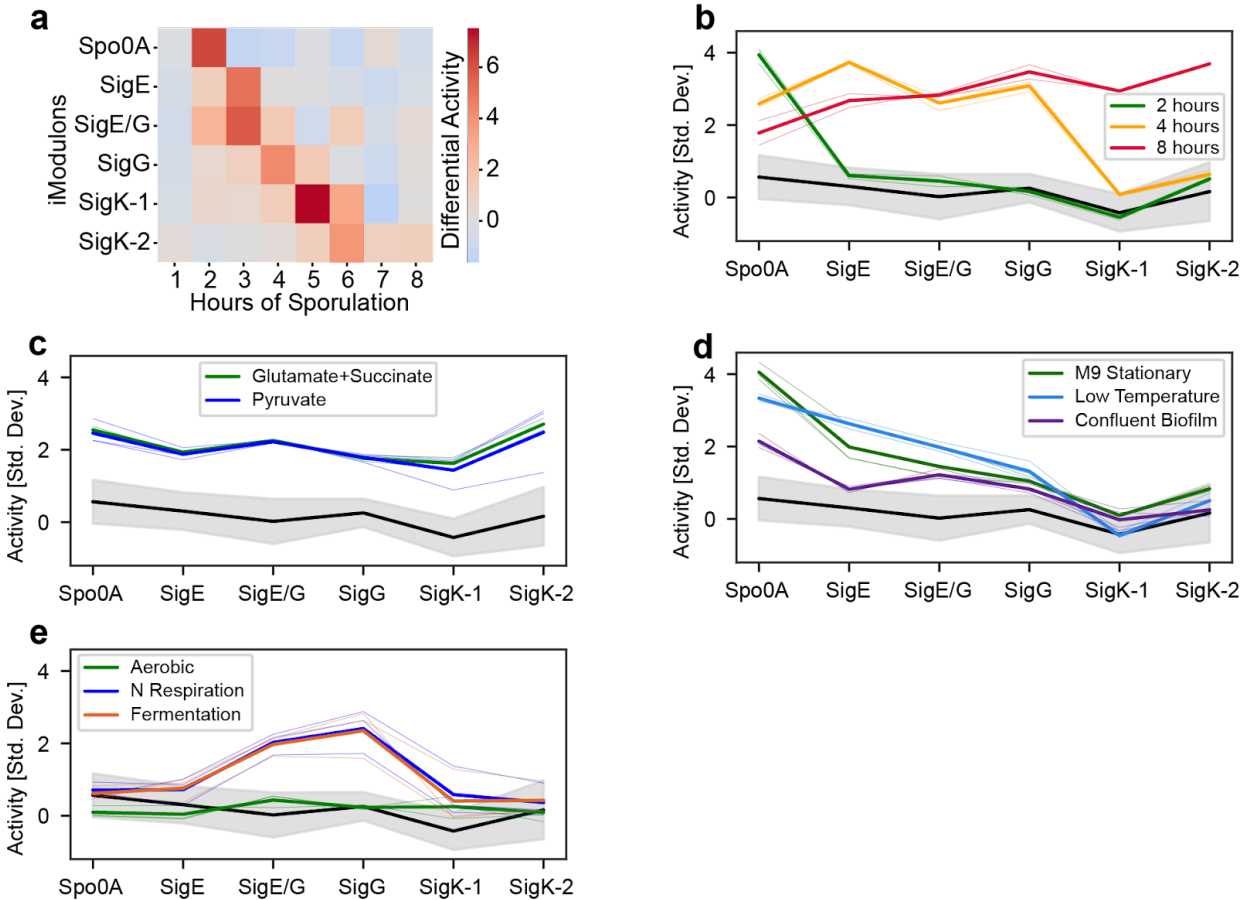 a
iModulons
Spo0A
SigE
SigE/G
SigG
SigK-1
SigK-2
1 2 3 4 5 6 7 8
Hours of Sporulation
6
4
2
0
Differential Activity
b
Activity [Std. Dev.]
4
2
0
2 hours
4 hours
8 hours
Spo0A SigE SigE/G SigG SigK-1 SigK-2
c
Activity [Std. Dev.]
4
2
0
Glutamate+Succinate
Pyruvate
Spo0A SigE SigE/G SigG SigK-1 SigK-2
d
Activity [Std. Dev.]
4
2
0
M9 Stationary
Low Temperature
Confluent Biofilm
Spo0A SigE SigE/G SigG SigK-1 SigK-2
e
Activity [Std. Dev.]
4
2
0
Aerobic
N Respiration
Fermentation
Spo0A SigE SigE/G SigG SigK-1 SigK-2